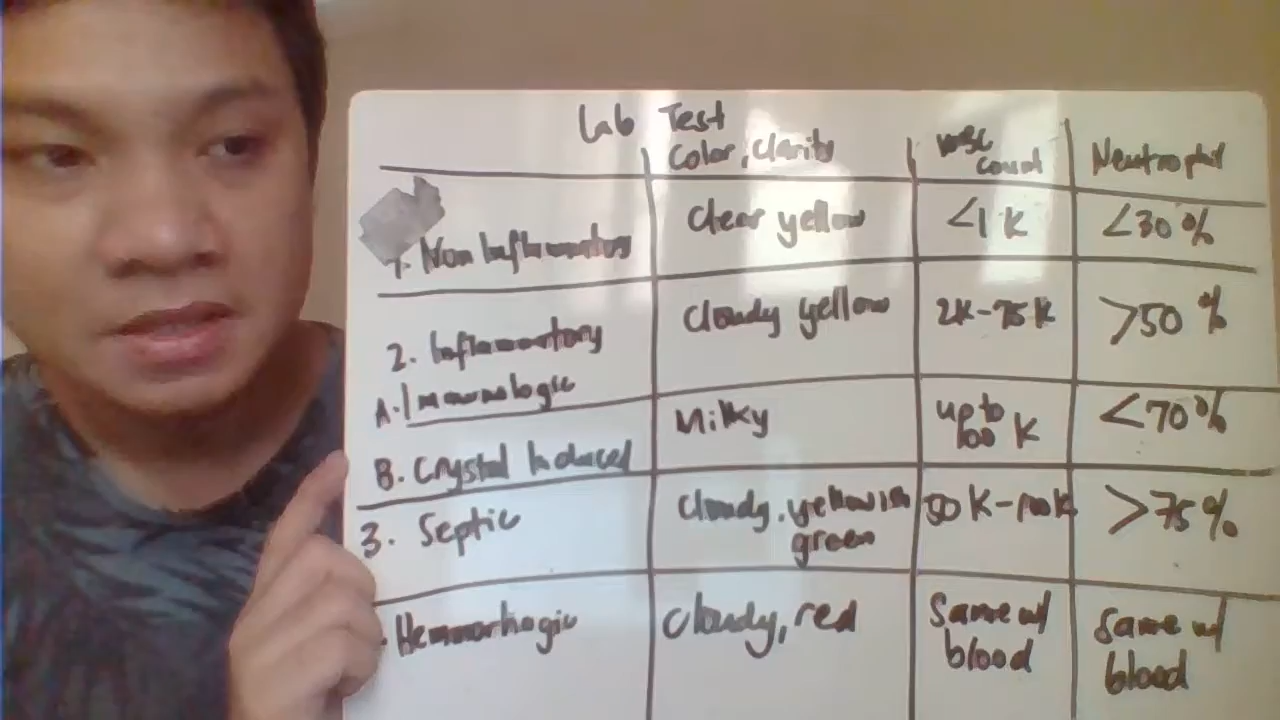 Lab Test
Color, clarity
WBC count
Neutrophil
1. Non Inflammatory
Clear yellow
<1 K
<30%
2. Inflammatory
A. Immunologic
Cloudy yellow
2K-75K
>50%
B. Crystal Induced
Milky
up to
100 K
<70%
3. Septic
Cloudy, yellowish
green
50K-100K
>75%
Hemmorhagic
Cloudy, red
Same w/
blood
Same w/
blood